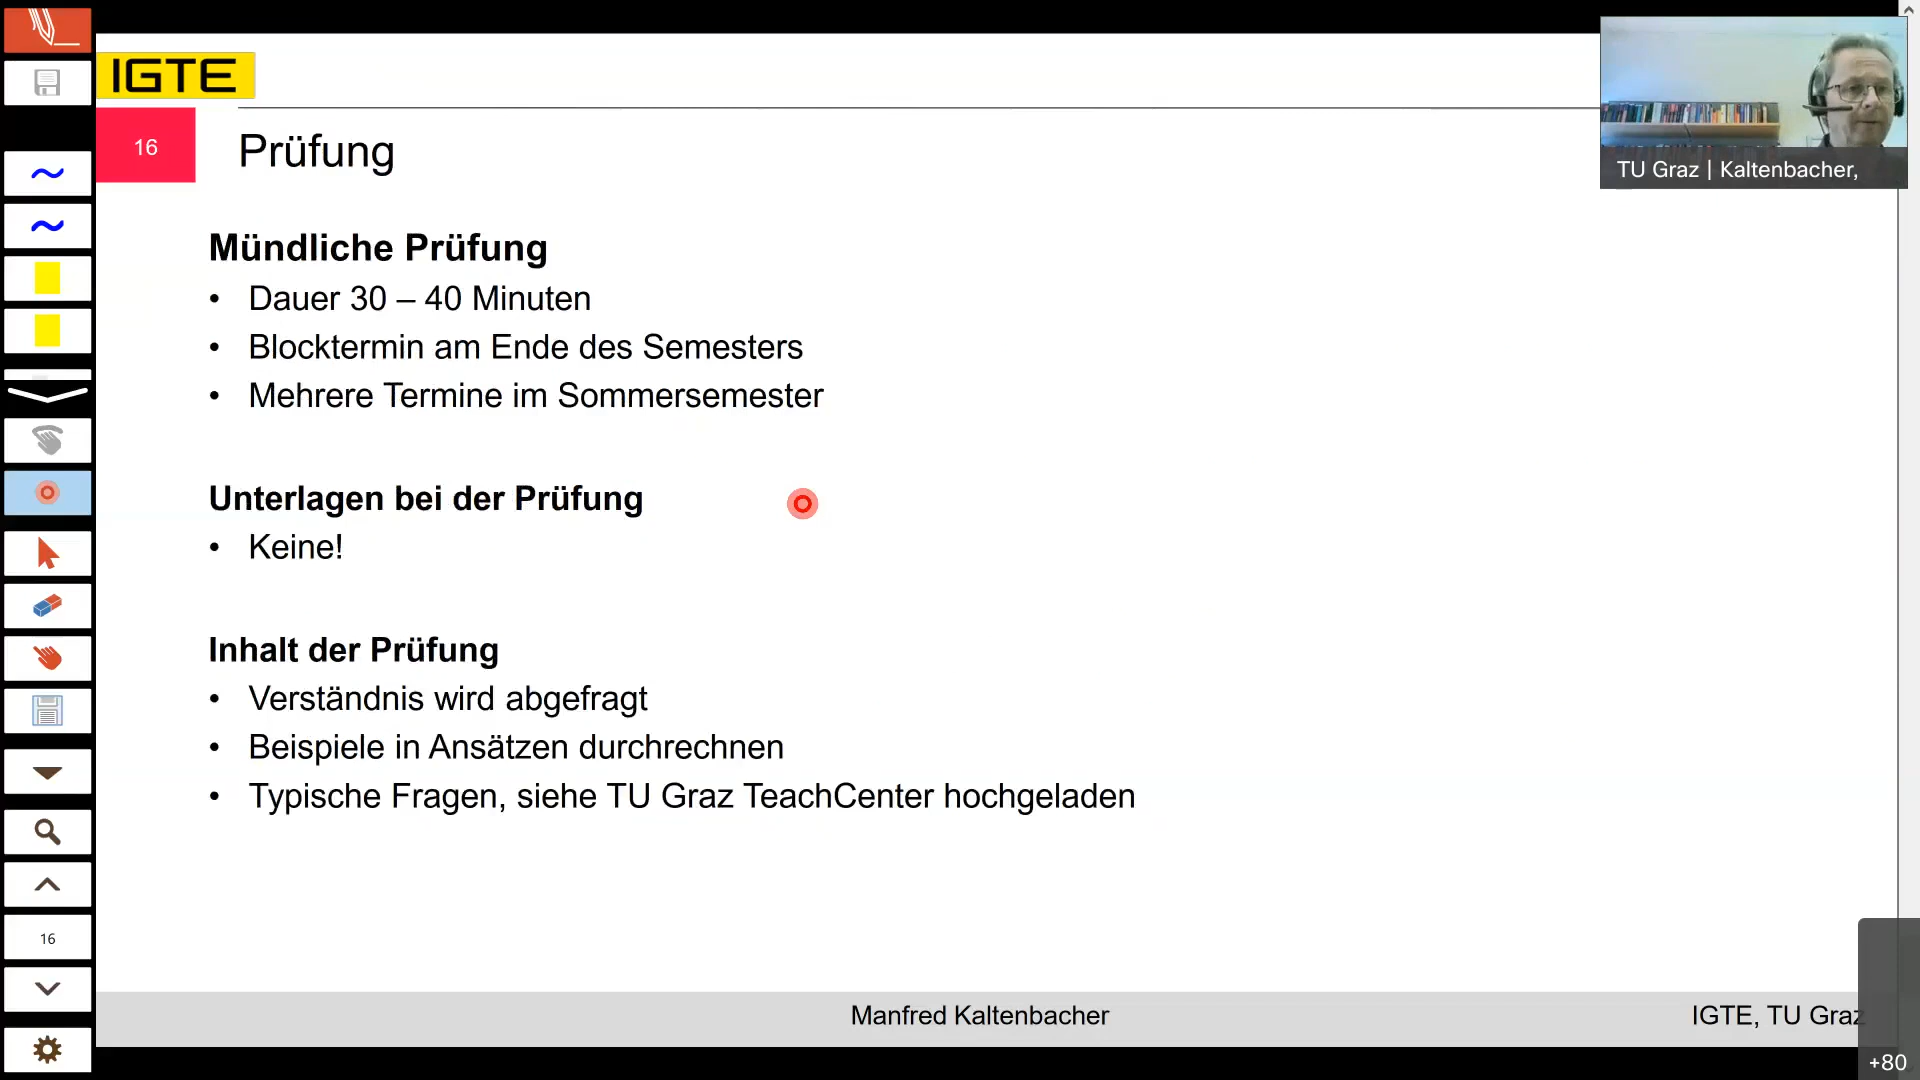 IGTE
16
Prüfung
TU Graz | Kaltenbacher,
Mündliche Prüfung
• Dauer 30 – 40 Minuten
• Blocktermin am Ende des Semesters
• Mehrere Termine im Sommersemester
Unterlagen bei der Prüfung
• Keine!
Inhalt der Prüfung
• Verständnis wird abgefragt
• Beispiele in Ansätzen durchrechnen
• Typische Fragen, siehe TU Graz TeachCenter hochgeladen
16
Manfred Kaltenbacher
IGTE, TU Graz
+80